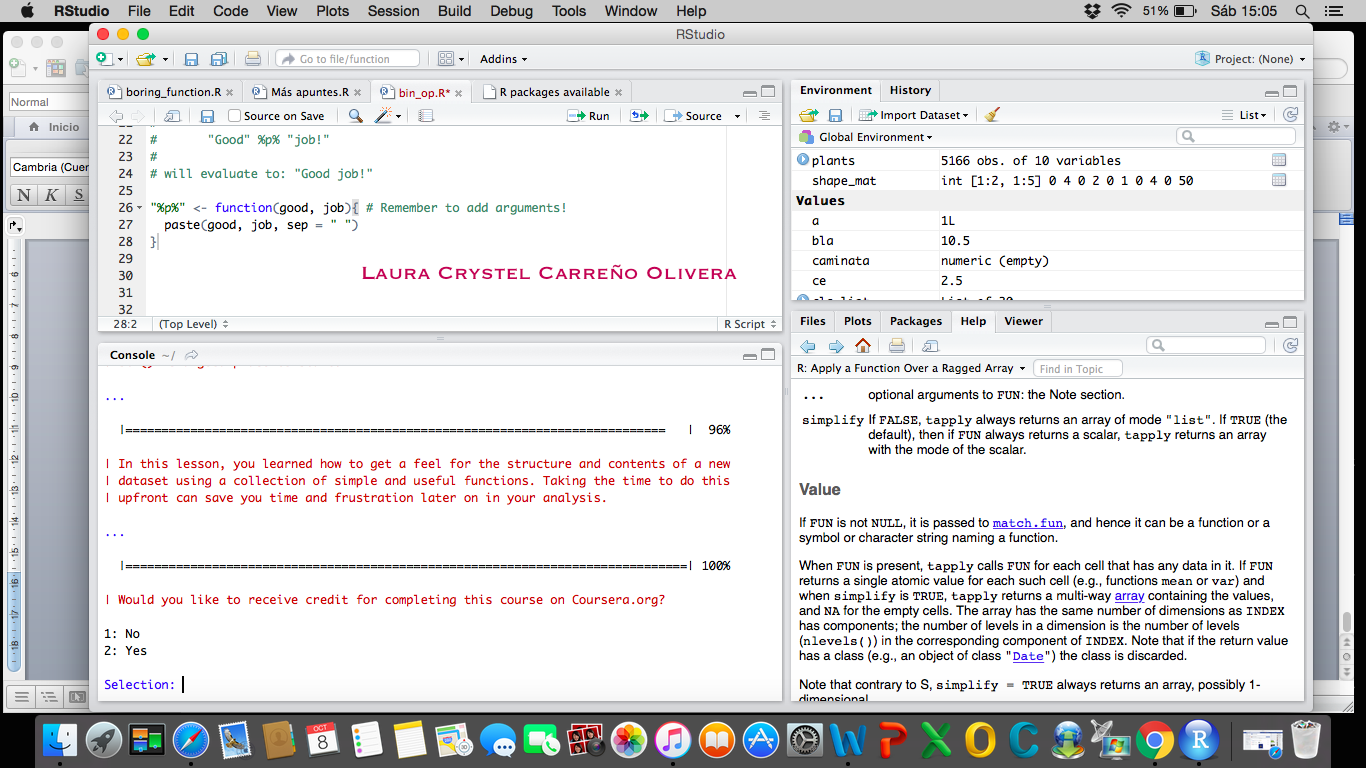 RStudio File Edit Code View Plots Session Build Debug Tools Window Help 51% Sáb 15:05
RStudio
Go to file/function Addins Project: (None)
Normal
Inicio
Cambria (Cuer
N K S
boring_function.R Más apuntes.R bin_op.R* R packages available
Source on Save Run Source
22 # "Good" %p% "job!"
23 #
24 # will evaluate to: "Good job!"
25
26 "%p%" <- function(good, job){ # Remember to add arguments!
27 paste(good, job, sep = " ")
28 }
29
30
31
32
Laura Crystel Carreño Olivera
28:2 (Top Level) R Script
Console ~/
...
|=========================================================================== | 96%
| In this lesson, you learned how to get a feel for the structure and contents of a new
| dataset using a collection of simple and useful functions. Taking the time to do this
| upfront can save you time and frustration later on in your analysis.
...
|==============================================================================| 100%
| Would you like to receive credit for completing this course on Coursera.org?
1: No
2: Yes
Selection:
Environment History
Import Dataset List
Global Environment
plants 5166 obs. of 10 variables
shape_mat int [1:2, 1:5] 0 4 0 2 0 1 0 4 0 50
Values
a 1L
bla 10.5
caminata numeric (empty)
ce 2.5
Files Plots Packages Help Viewer
R: Apply a Function Over a Ragged Array Find in Topic
... optional arguments to FUN: the Note section.
simplify If FALSE, tapply always returns an array of mode "list". If TRUE (the
default), then if FUN always returns a scalar, tapply returns an array
with the mode of the scalar.
Value
If FUN is not NULL, it is passed to match.fun, and hence it can be a function or a
symbol or character string naming a function.
When FUN is present, tapply calls FUN for each cell that has any data in it. If FUN
returns a single atomic value for each such cell (e.g., functions mean or var) and
when simplify is TRUE, tapply returns a multi-way array containing the values,
and NA for the empty cells. The array has the same number of dimensions as INDEX
has components; the number of levels in a dimension is the number of levels
(nlevels()) in the corresponding component of INDEX. Note that if the return value
has a class (e.g., an object of class "Date") the class is discarded.
Note that contrary to S, simplify = TRUE always returns an array, possibly 1-
dimensional.
OCT
8